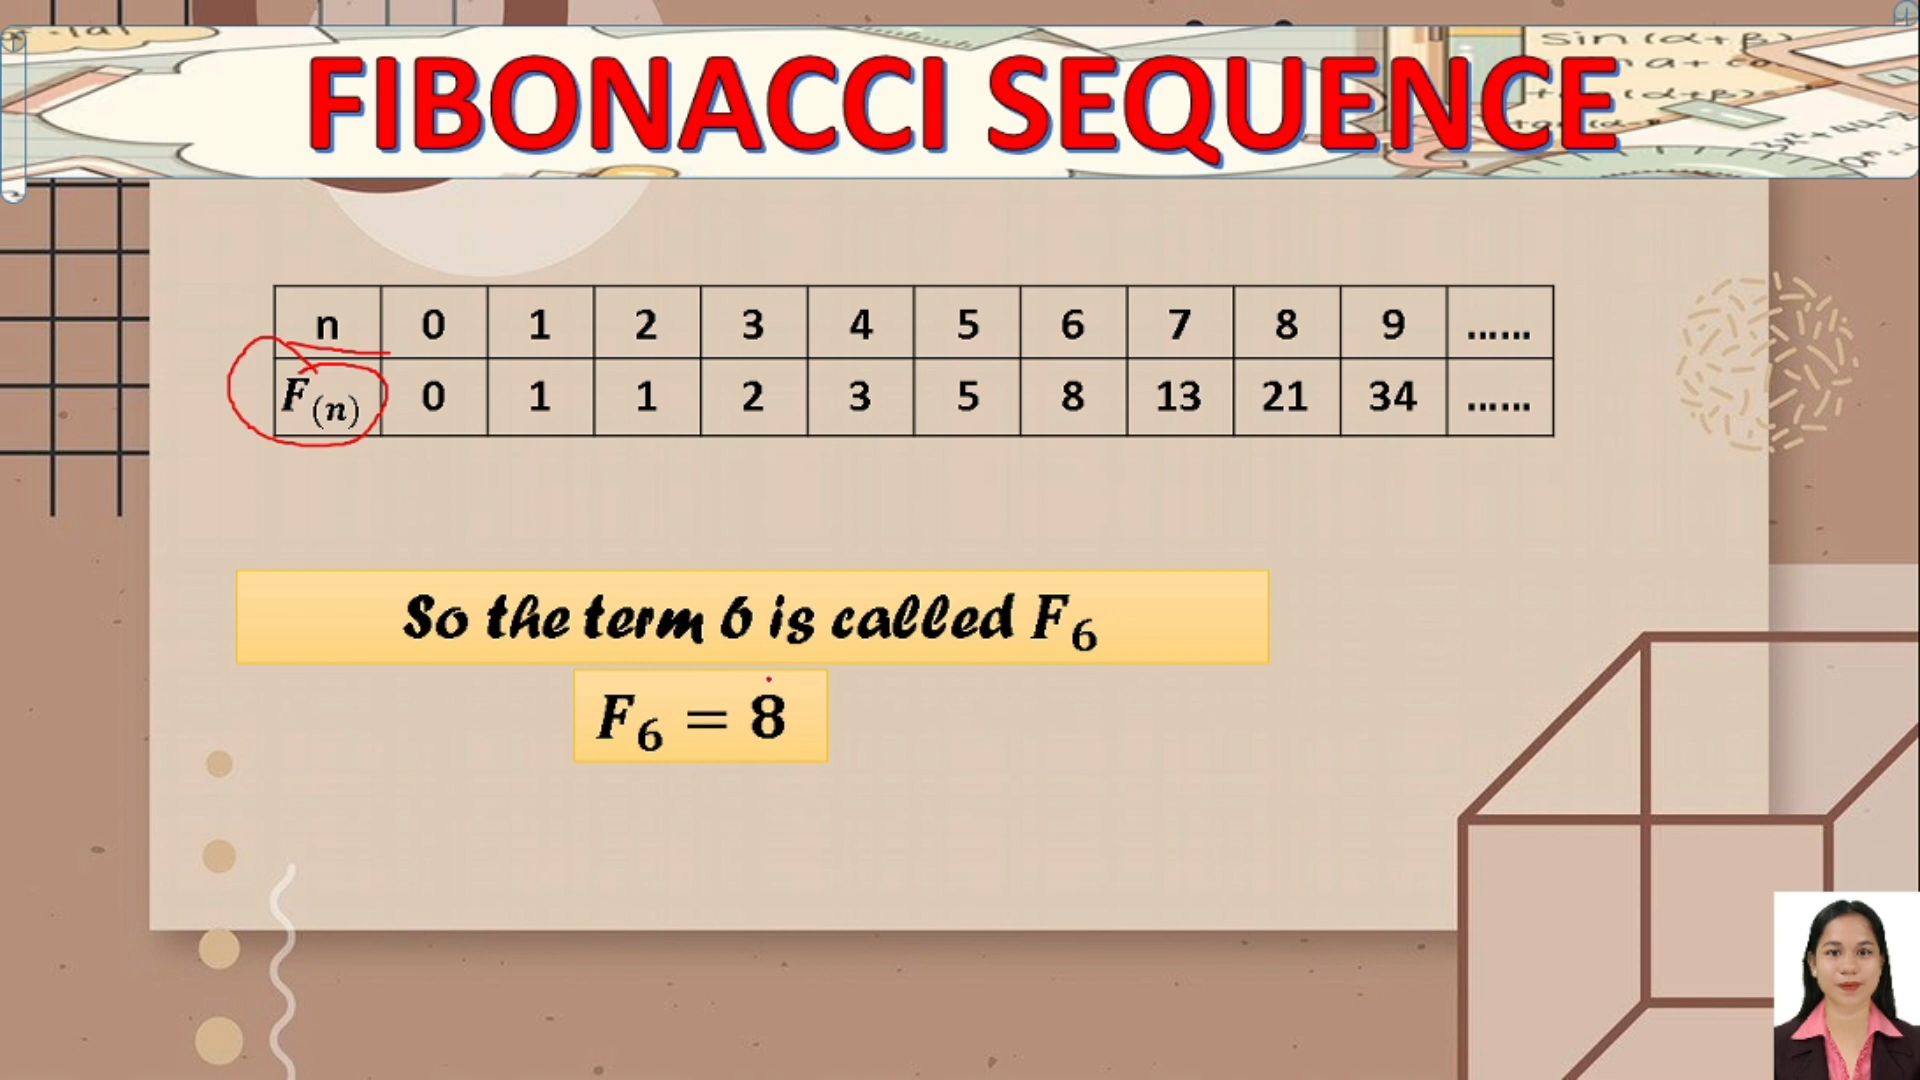 FIBONACCI SEQUENCE
n 0 1 2 3 4 5 6 7 8 9 ......
F(n) 0 1 1 2 3 5 8 13 21 34 ......
So the term 6 is called F₆
F₆ = 8